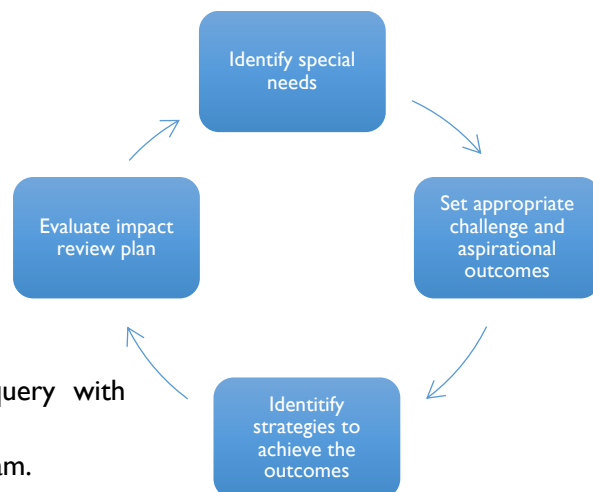 Identify special
needs
Set appropriate
challenge and
aspirational
outcomes
Evaluate impact
review plan
query with
Identitify
strategies to
achieve the
outcomes
am.